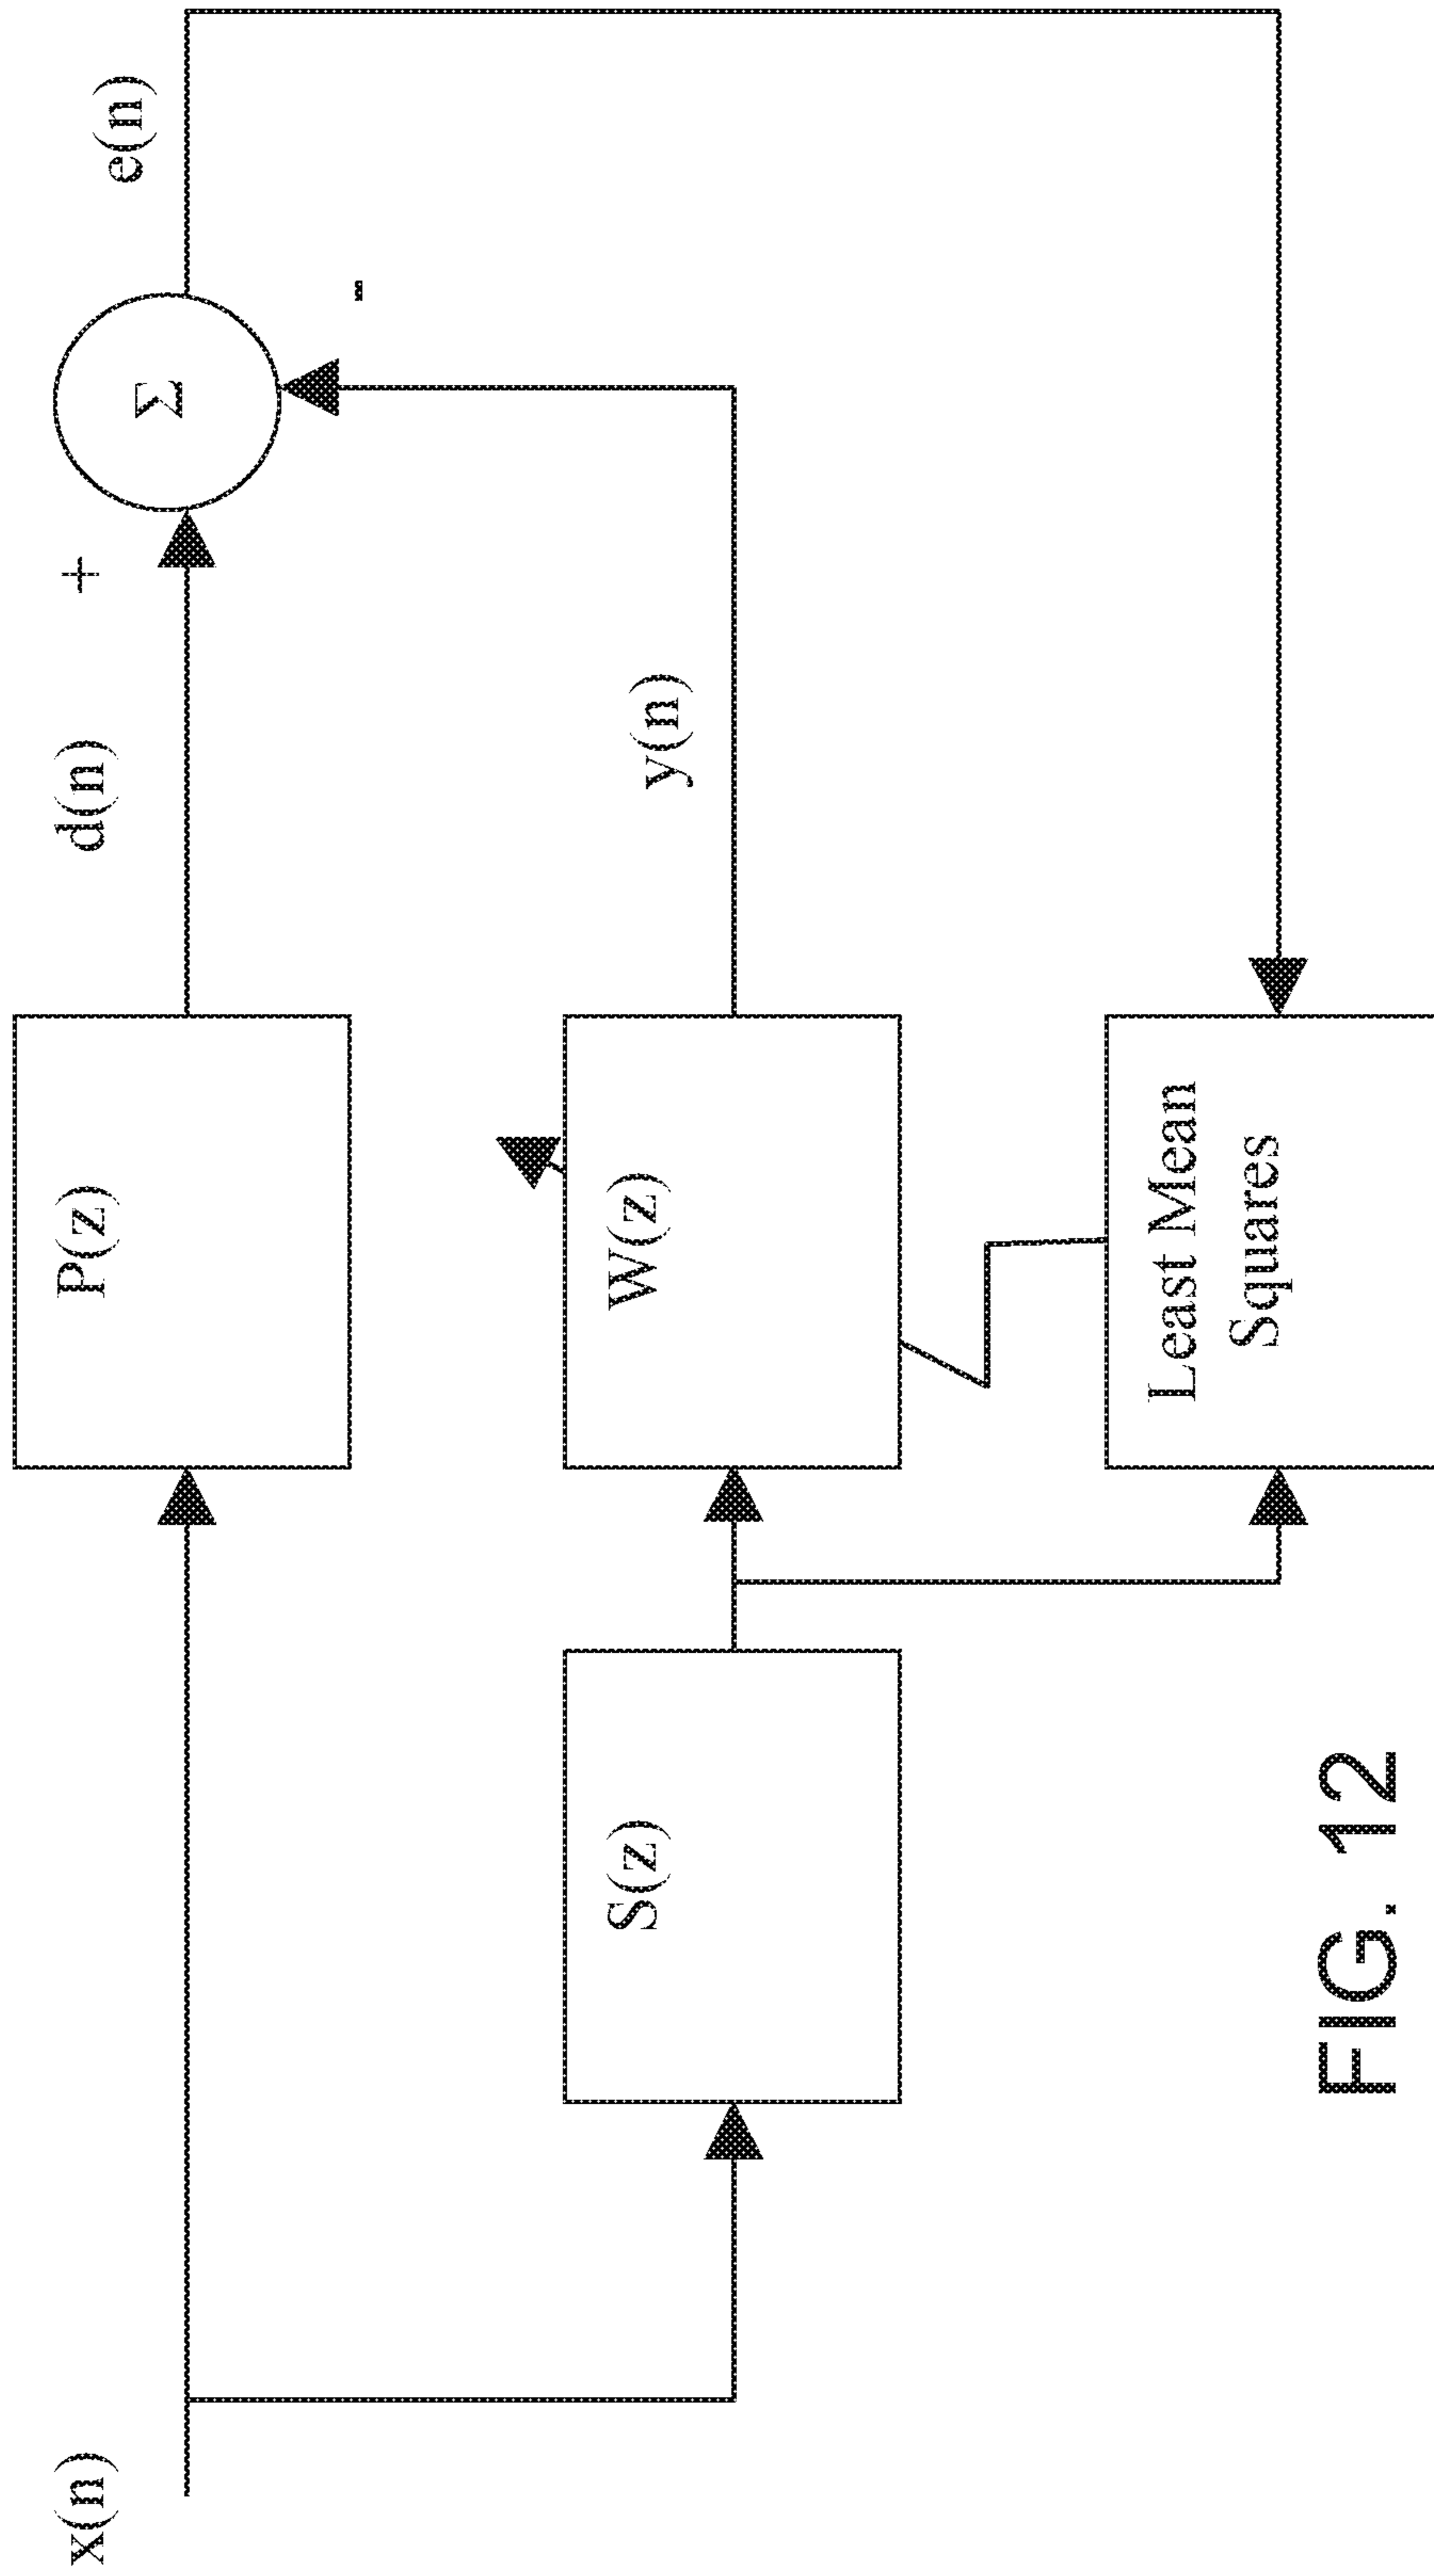 x(n)
P(z)
d(n)
+
Σ
e(n)
-
S(z)
W(z)
y(n)
Least Mean
Squares
FIG. 12